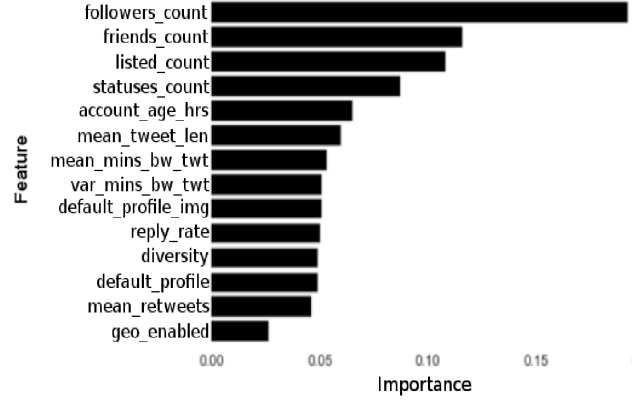 followers_count
friends_count
listed_count
statuses_count
account_age_hrs
mean_tweet_len
mean_mins_bw_twt
var_mins_bw_twt
default_profile_img
reply_rate
diversity
default_profile
mean_retweets
geo_enabled
Feature
0.00 0.05 0.10 0.15
Importance